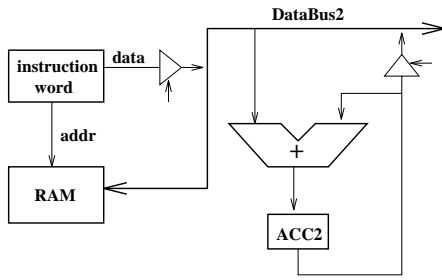 DataBus2
data
instruction
word
addr
RAM
+
ACC2